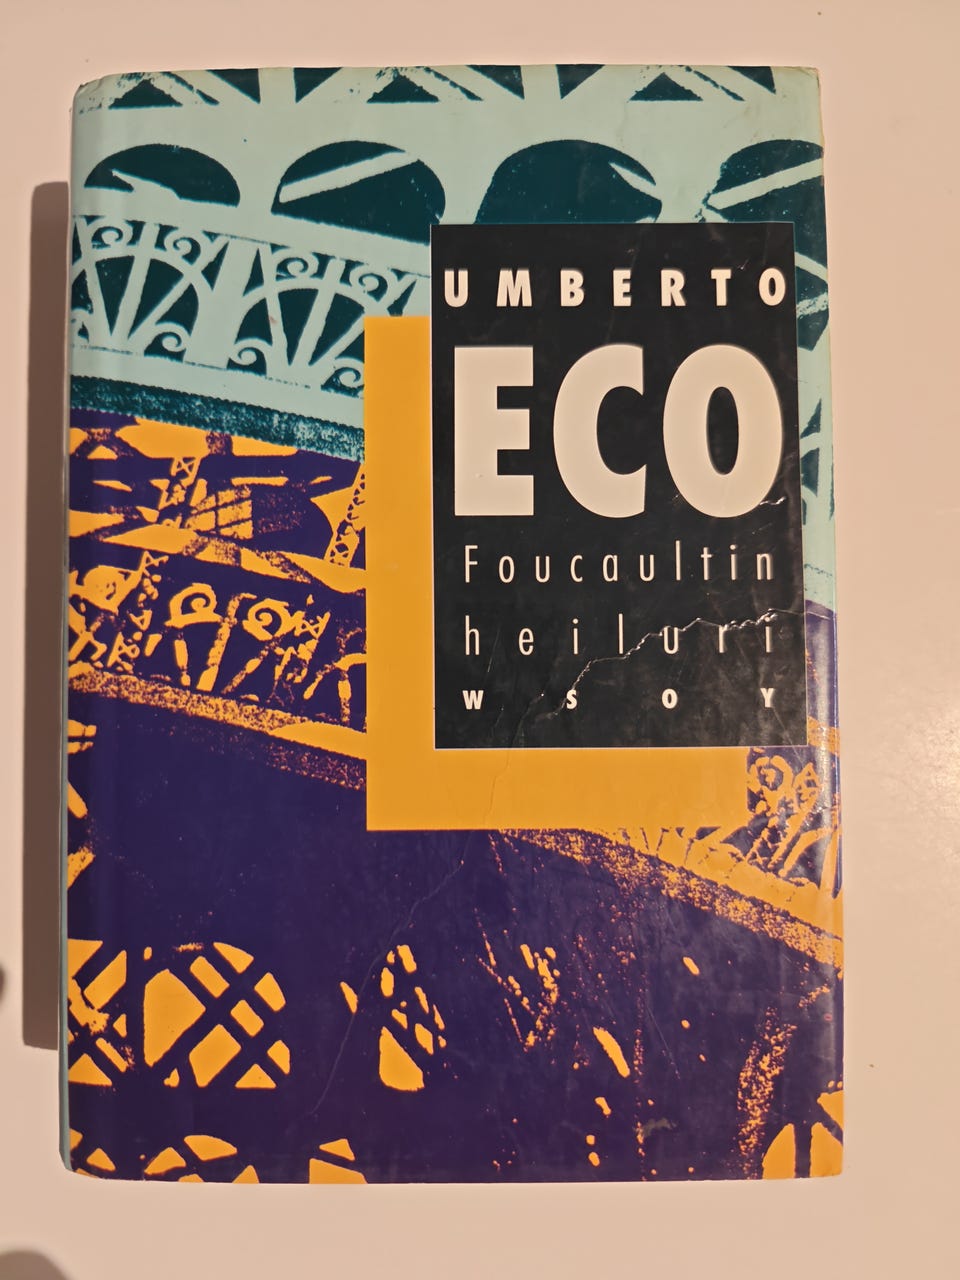 UMBERTO
ECO
Foucaultin
heiluri
WSOY